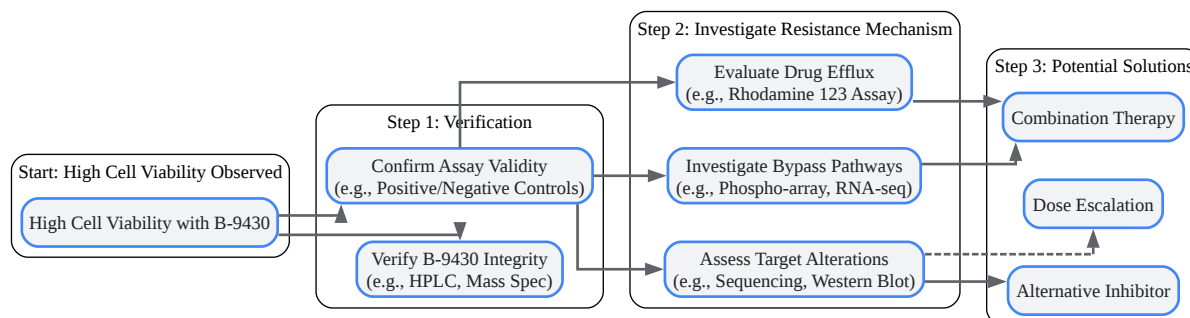 Start: High Cell Viability Observed
High Cell Viability with B-9430
Step 1: Verification
Confirm Assay Validity
(e.g., Positive/Negative Controls)
Verify B-9430 Integrity
(e.g., HPLC, Mass Spec)
Step 2: Investigate Resistance Mechanism
Evaluate Drug Efflux
(e.g., Rhodamine 123 Assay)
Investigate Bypass Pathways
(e.g., Phospho-array, RNA-seq)
Assess Target Alterations
(e.g., Sequencing, Western Blot)
Step 3: Potential Solutions
Combination Therapy
Dose Escalation
Alternative Inhibitor